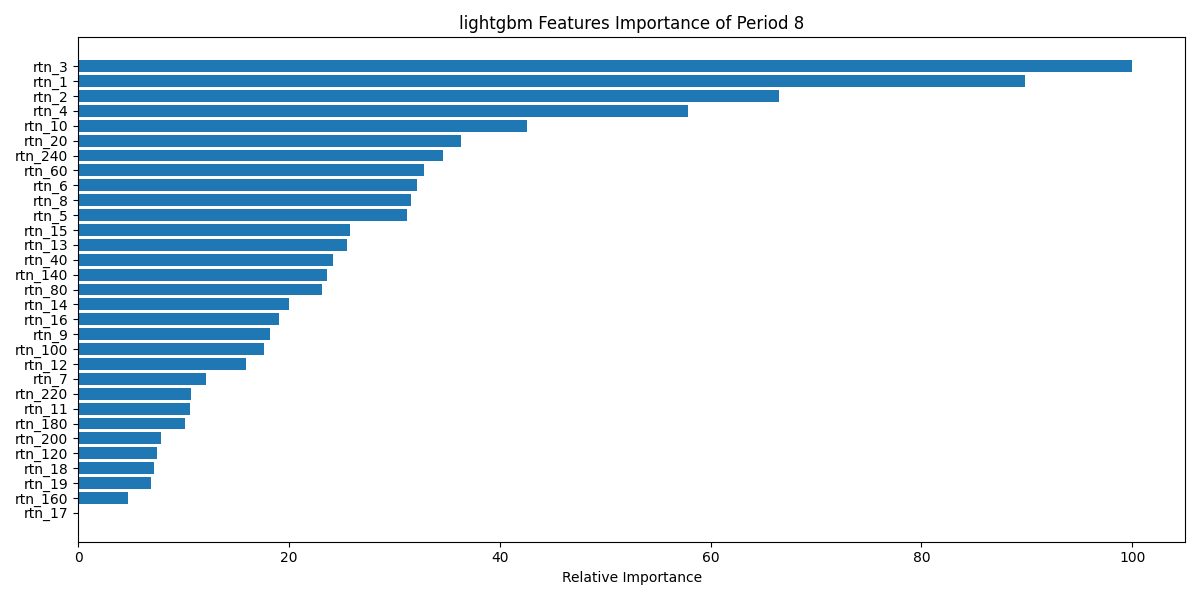 lightgbm Features Importance of Period 8
rtn_3
rtn_1
rtn_2
rtn_4
rtn_10
rtn_20
rtn_240
rtn_60
rtn_6
rtn_8
rtn_5
rtn_15
rtn_13
rtn_40
rtn_140
rtn_80
rtn_14
rtn_16
rtn_9
rtn_100
rtn_12
rtn_7
rtn_220
rtn_11
rtn_180
rtn_200
rtn_120
rtn_18
rtn_19
rtn_160
rtn_17
0 20 40 60 80 100
Relative Importance